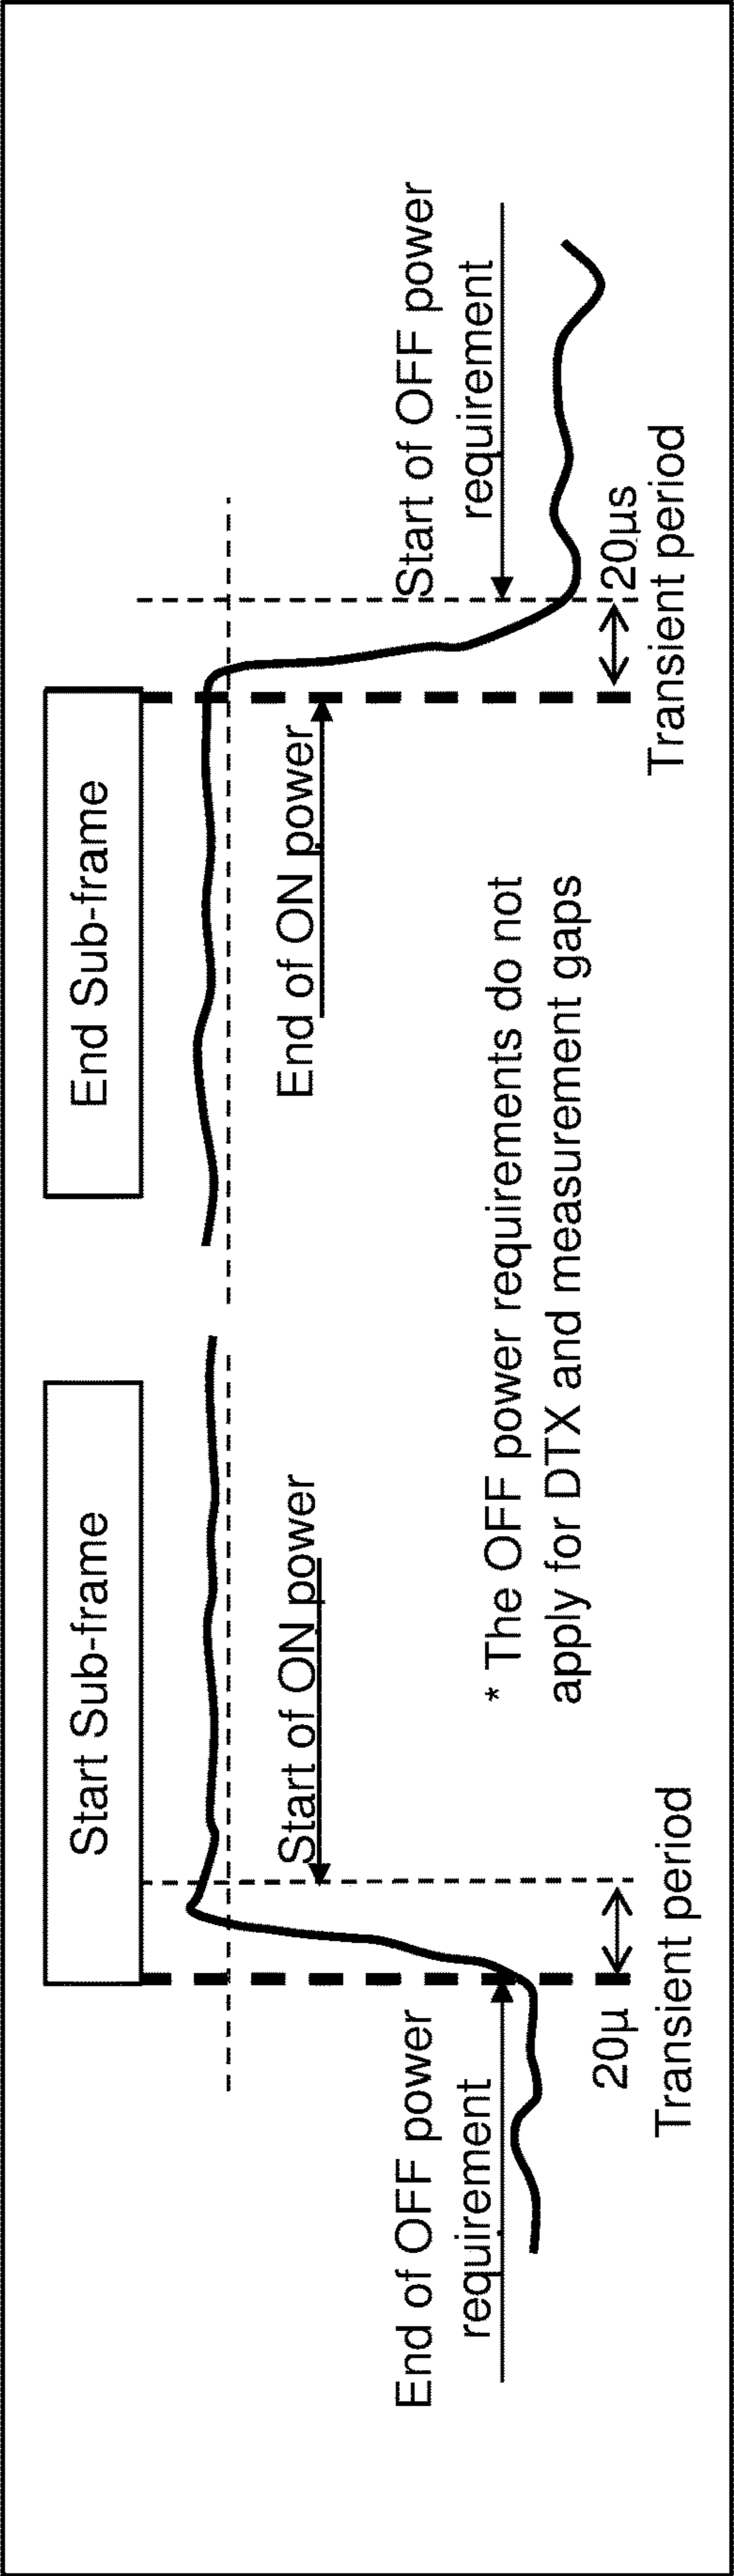 Start Sub-frame
End Sub-frame
Start of ON power
End of ON power
End of OFF power
requirement
Start of OFF power
requirement
* The OFF power requirements do not
apply for DTX and measurement gaps
20µ
Transient period
20µs
Transient period